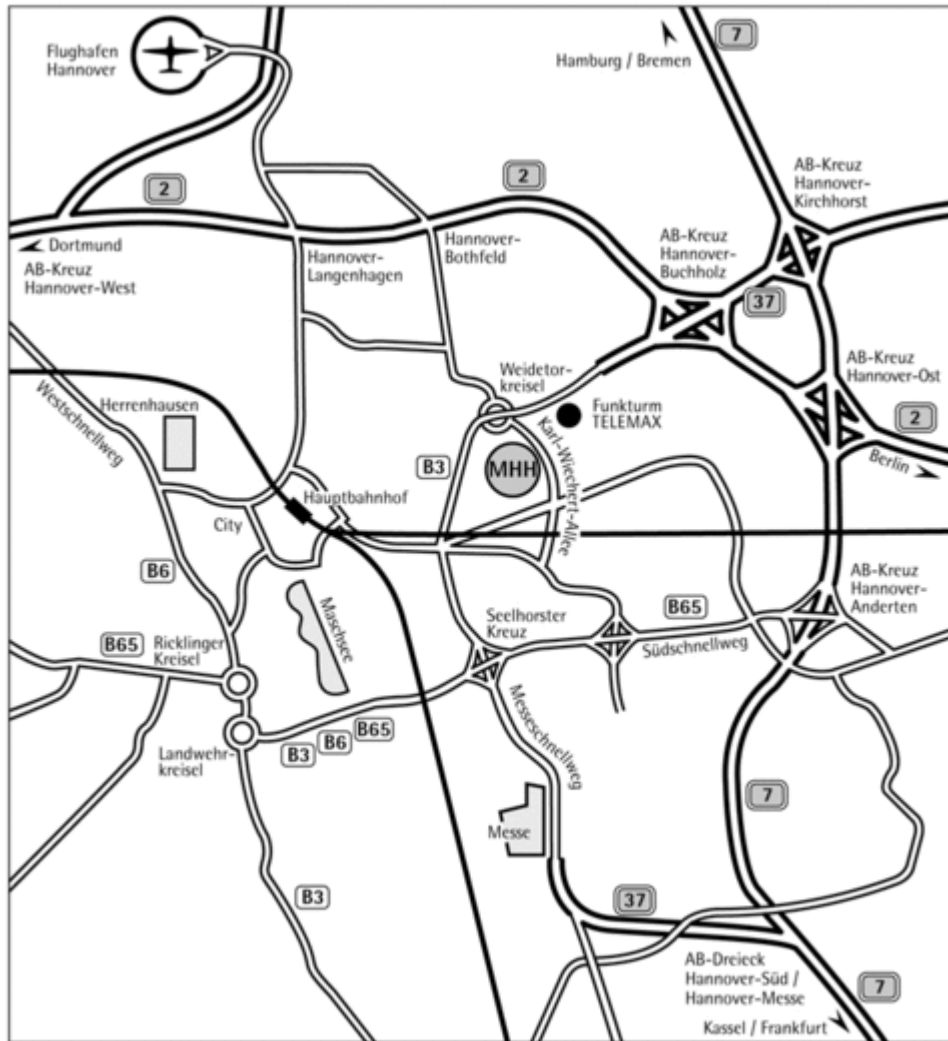 Flughafen
Hannover
7
Hamburg / Bremen
AB-Kreuz
Hannover-
Kirchhorst
2
2
Dortmund
AB-Kreuz
Hannover-West
Hannover-
Langenhagen
Hannover-
Bothfeld
AB-Kreuz
Hannover-
Buchholz
37
Westschnellweg
Herrenhausen
Weidetor-
kreisel
Funkturm
TELEMAX
AB-Kreuz
Hannover-Ost
2
Berlin
B3
MHH
Karl-Wiechert-Allee
Hauptbahnhof
City
B6
Maschsee
AB-Kreuz
Hannover-
Anderten
B65
Ricklinger
Kreisel
Seelhorster
Kreuz
B65
Südschnellweg
Landwehr-
kreisel
B3
B6
B65
Messeschnellweg
7
Messe
B3
37
AB-Dreieck
Hannover-Süd /
Hannover-Messe
7
Kassel / Frankfurt